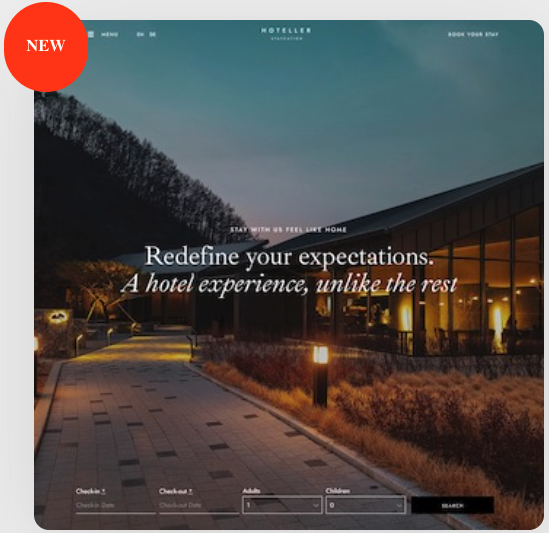 NEW
MENU EN DE HOTELLER BOOK YOUR STAY
STAY WITH US FEEL LIKE HOME
Redefine your expectations.
A hotel experience, unlike the rest
Check-in * Check-out * Adults Children
Check-in Date Check-out Date 1 0 SEARCH